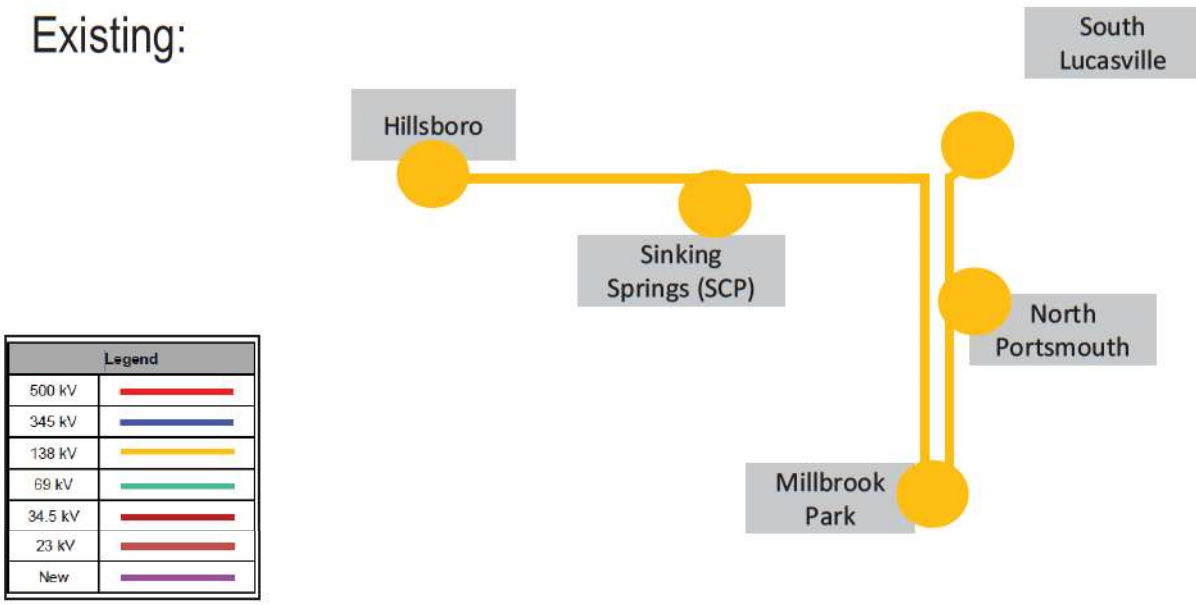 Existing:
South
Lucasville
Hillsboro
Sinking
Springs (SCP)
North
Portsmouth
Millbrook
Park
Legend
500 kV
345 kV
138 kV
69 kV
34.5 kV
23 kV
New